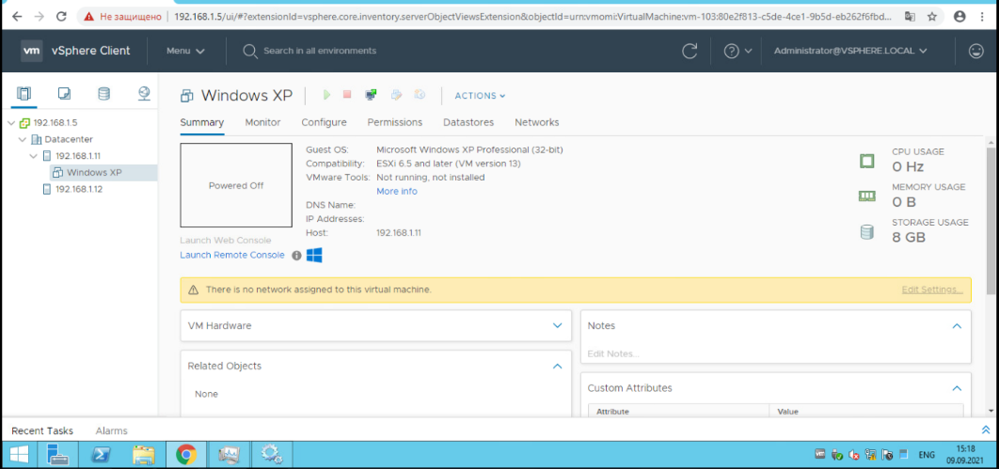 Не защищено 192.168.1.5/ui/#?extensionId=vsphere.core.inventory.serverObjectViewsExtension&objectId=urn:vmomi:VirtualMachine:vm-103:80e2f813-c5de-4ce1-9b5d-eb262f6fbd...
vm vSphere Client Menu Search in all environments Administrator@VSPHERE.LOCAL
192.168.1.5
Datacenter
192.168.1.11
Windows XP
192.168.1.12
Windows XP ACTIONS
Summary Monitor Configure Permissions Datastores Networks
Powered Off
Launch Web Console
Launch Remote Console
Guest OS: Microsoft Windows XP Professional (32-bit)
Compatibility: ESXi 6.5 and later (VM version 13)
VMware Tools: Not running, not installed
More info
DNS Name:
IP Addresses:
Host: 192.168.1.11
CPU USAGE
0 Hz
MEMORY USAGE
0 B
STORAGE USAGE
8 GB
There is no network assigned to this virtual machine. Edit Settings...
VM Hardware
Related Objects
None
Notes
Edit Notes...
Custom Attributes
Attribute Value
Recent Tasks Alarms
ENG
15:18
09.09.2021